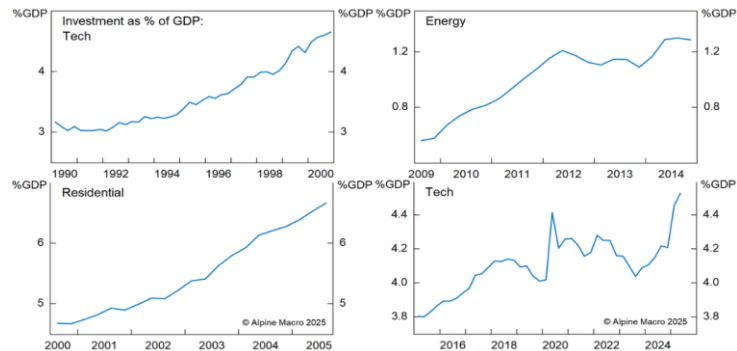 %GDP
Investment as % of GDP:
Tech
%GDP
4
4
3
3
1990 1992 1994 1996 1998 2000
%GDP
Energy
%GDP
1.2
1.2
0.8
0.8
2009 2010 2011 2012 2013 2014
%GDP
Residential
%GDP
6
6
5
5
© Alpine Macro 2025
2000 2001 2002 2003 2004 2005
%GDP
Tech
%GDP
4.4
4.4
4.2
4.2
4.0
4.0
3.8
3.8
© Alpine Macro 2025
2016 2018 2020 2022 2024